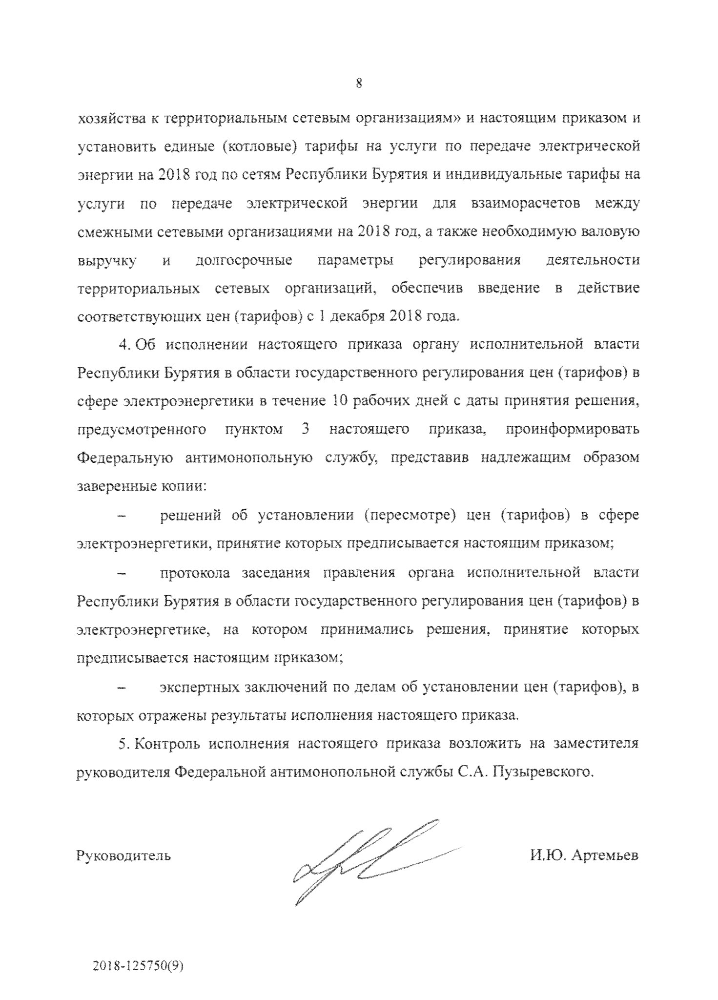 8
хозяйства к территориальным сетевым организациям» и настоящим приказом и
установить единые (котловые) тарифы на услуги по передаче электрической
энергии на 2018 год по сетям Республики Бурятия и индивидуальные тарифы на
услуги по передаче электрической энергии для взаиморасчетов между
смежными сетевыми организациями на 2018 год, а также необходимую валовую
выручку и долгосрочные параметры регулирования деятельности
территориальных сетевых организаций, обеспечив введение в действие
соответствующих цен (тарифов) с 1 декабря 2018 года.
4. Об исполнении настоящего приказа органу исполнительной власти
Республики Бурятия в области государственного регулирования цен (тарифов) в
сфере электроэнергетики в течение 10 рабочих дней с даты принятия решения,
предусмотренного пунктом 3 настоящего приказа, проинформировать
Федеральную антимонопольную службу, представив надлежащим образом
заверенные копии:
– решений об установлении (пересмотре) цен (тарифов) в сфере
электроэнергетики, принятие которых предписывается настоящим приказом;
– протокола заседания правления органа исполнительной власти
Республики Бурятия в области государственного регулирования цен (тарифов) в
электроэнергетике, на котором принимались решения, принятие которых
предписывается настоящим приказом;
– экспертных заключений по делам об установлении цен (тарифов), в
которых отражены результаты исполнения настоящего приказа.
5. Контроль исполнения настоящего приказа возложить на заместителя
руководителя Федеральной антимонопольной службы С.А. Пузыревского.
Руководитель И.Ю. Артемьев
2018-125750(9)